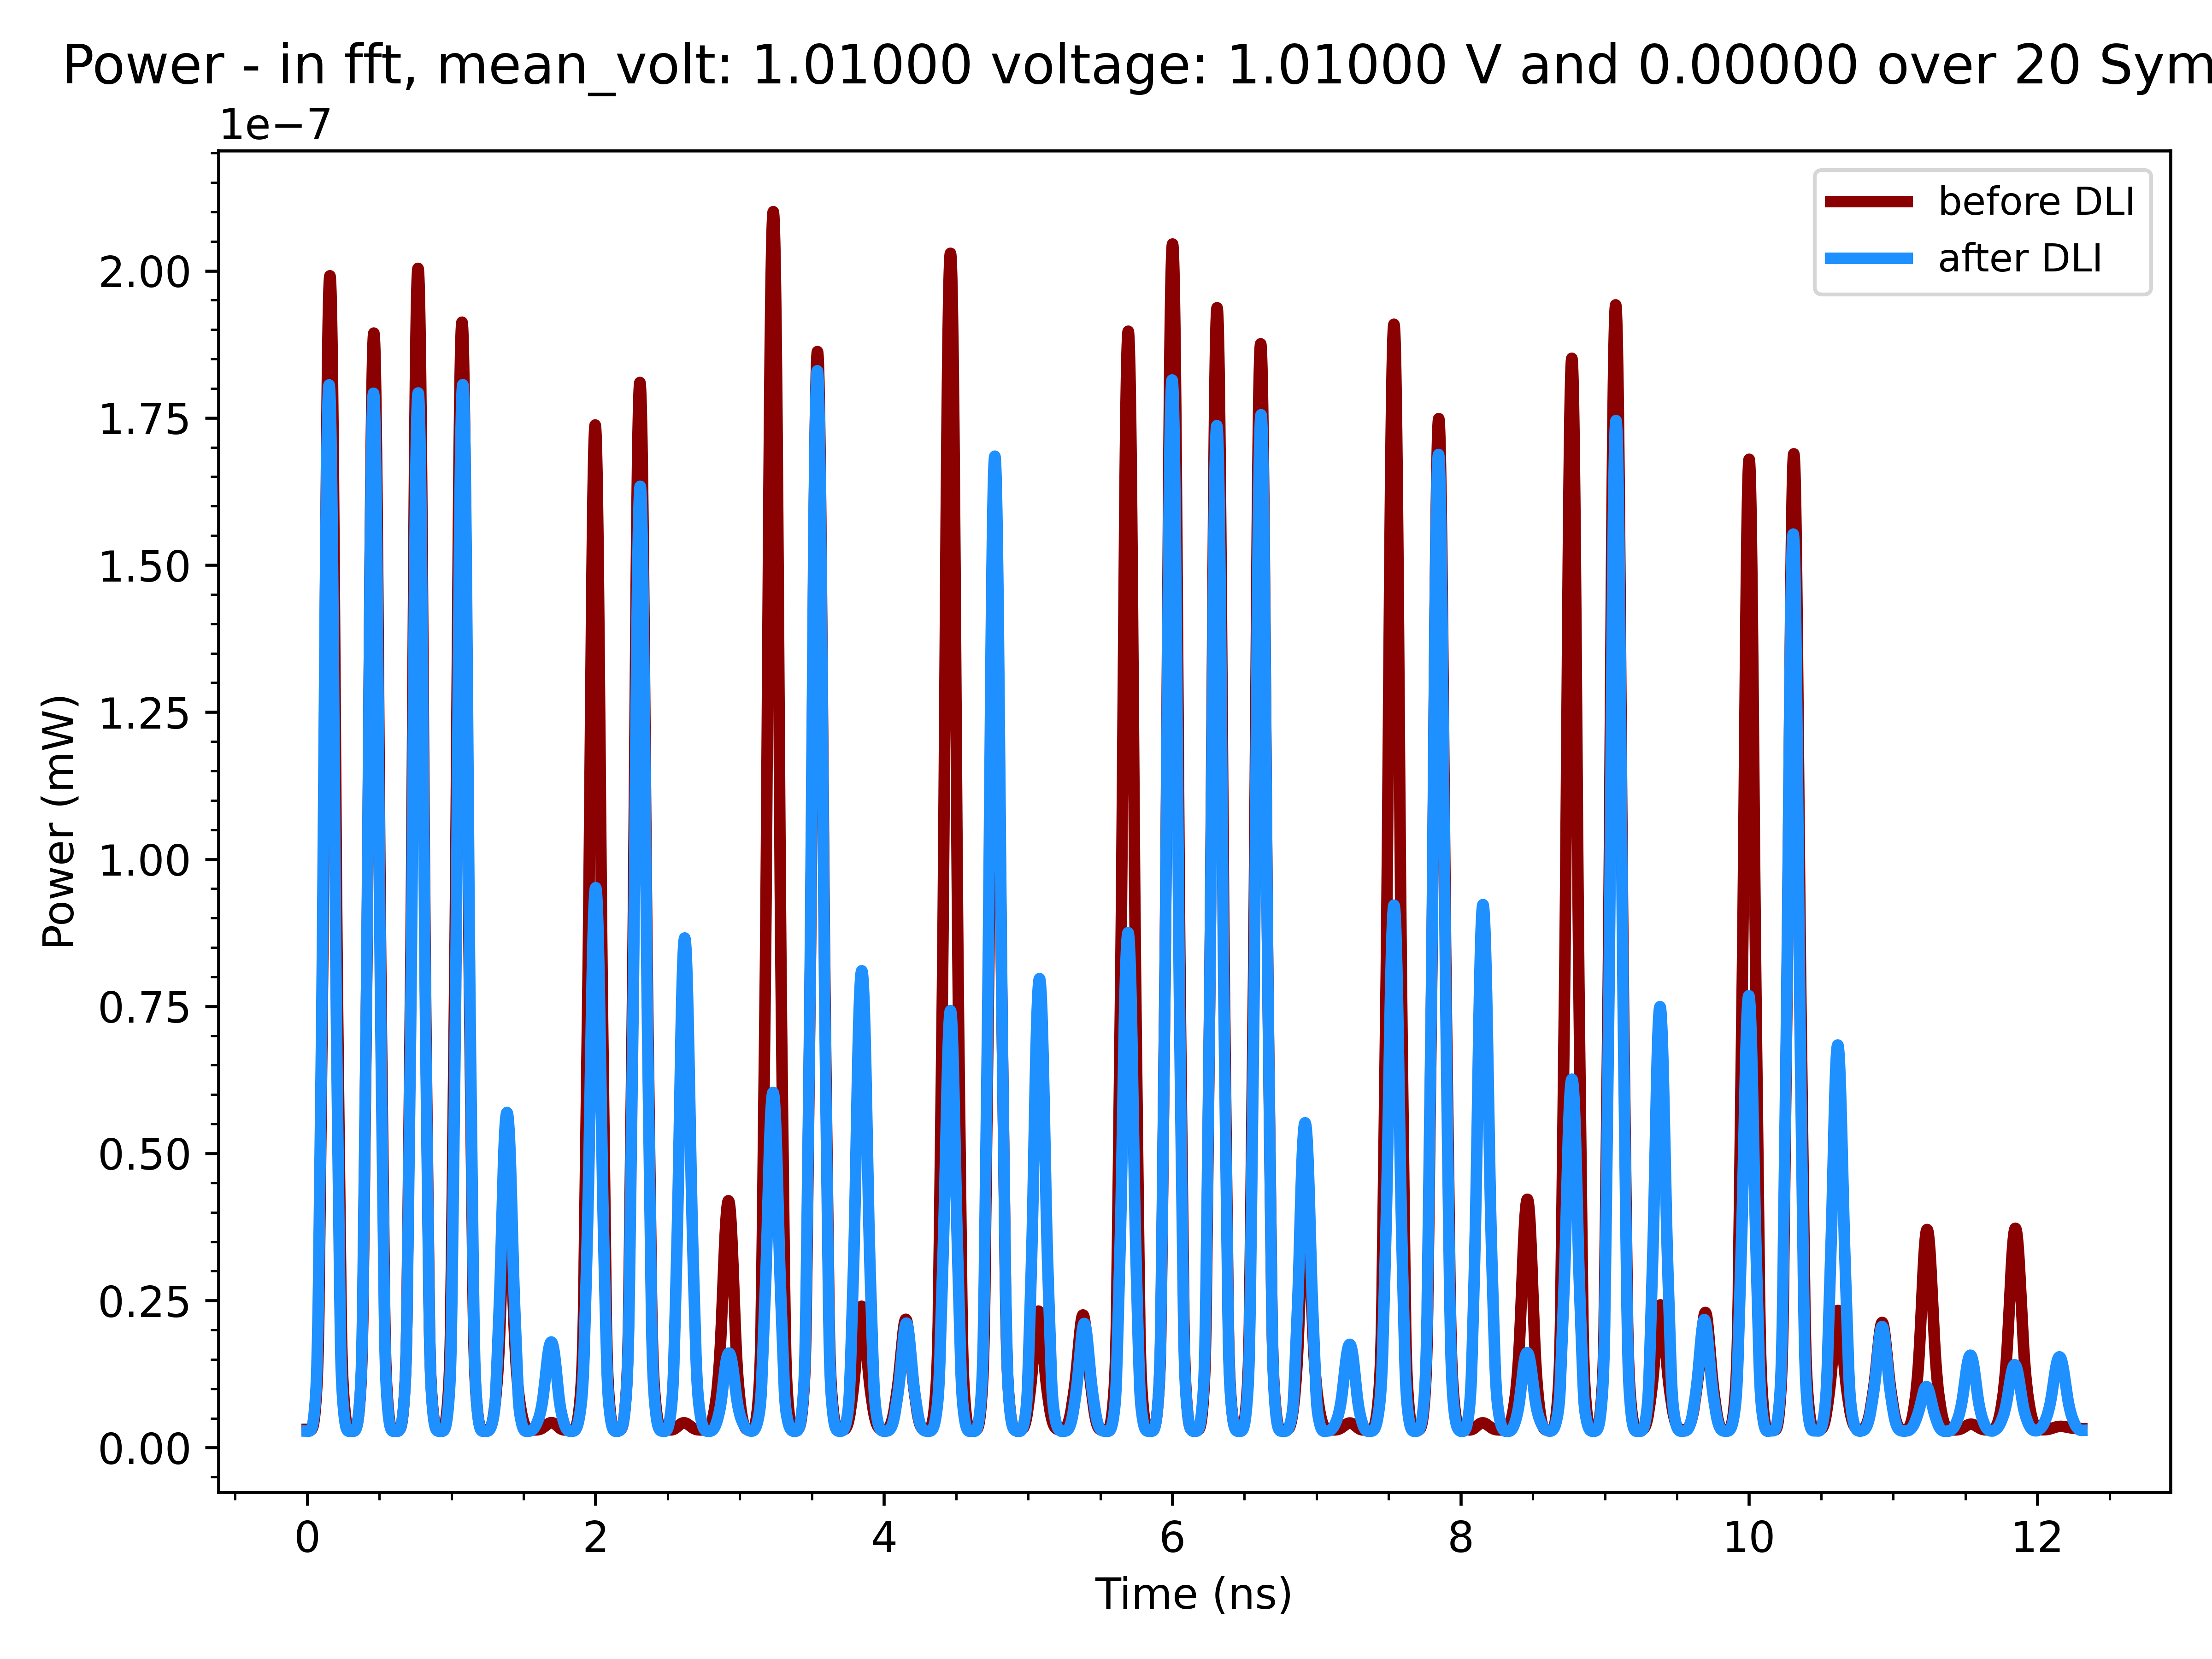 Power - in fft, mean_volt: 1.01000 voltage: 1.01000 V and 0.00000 over 20 Sym
1e−7
before DLI
after DLI
2.00
1.75
1.50
1.25
1.00
0.75
0.50
0.25
0.00
Power (mW)
0 2 4 6 8 10 12
Time (ns)